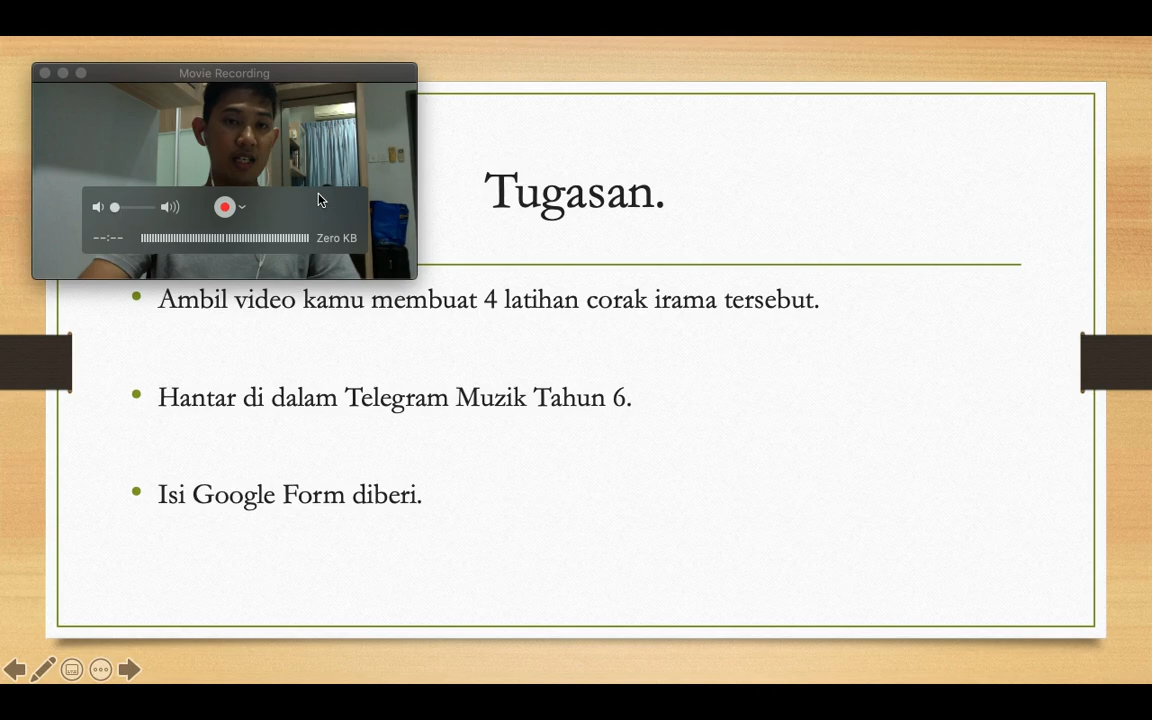 Movie Recording
Tugasan.
--:--
Zero KB
Ambil video kamu membuat 4 latihan corak irama tersebut.
Hantar di dalam Telegram Muzik Tahun 6.
Isi Google Form diberi.